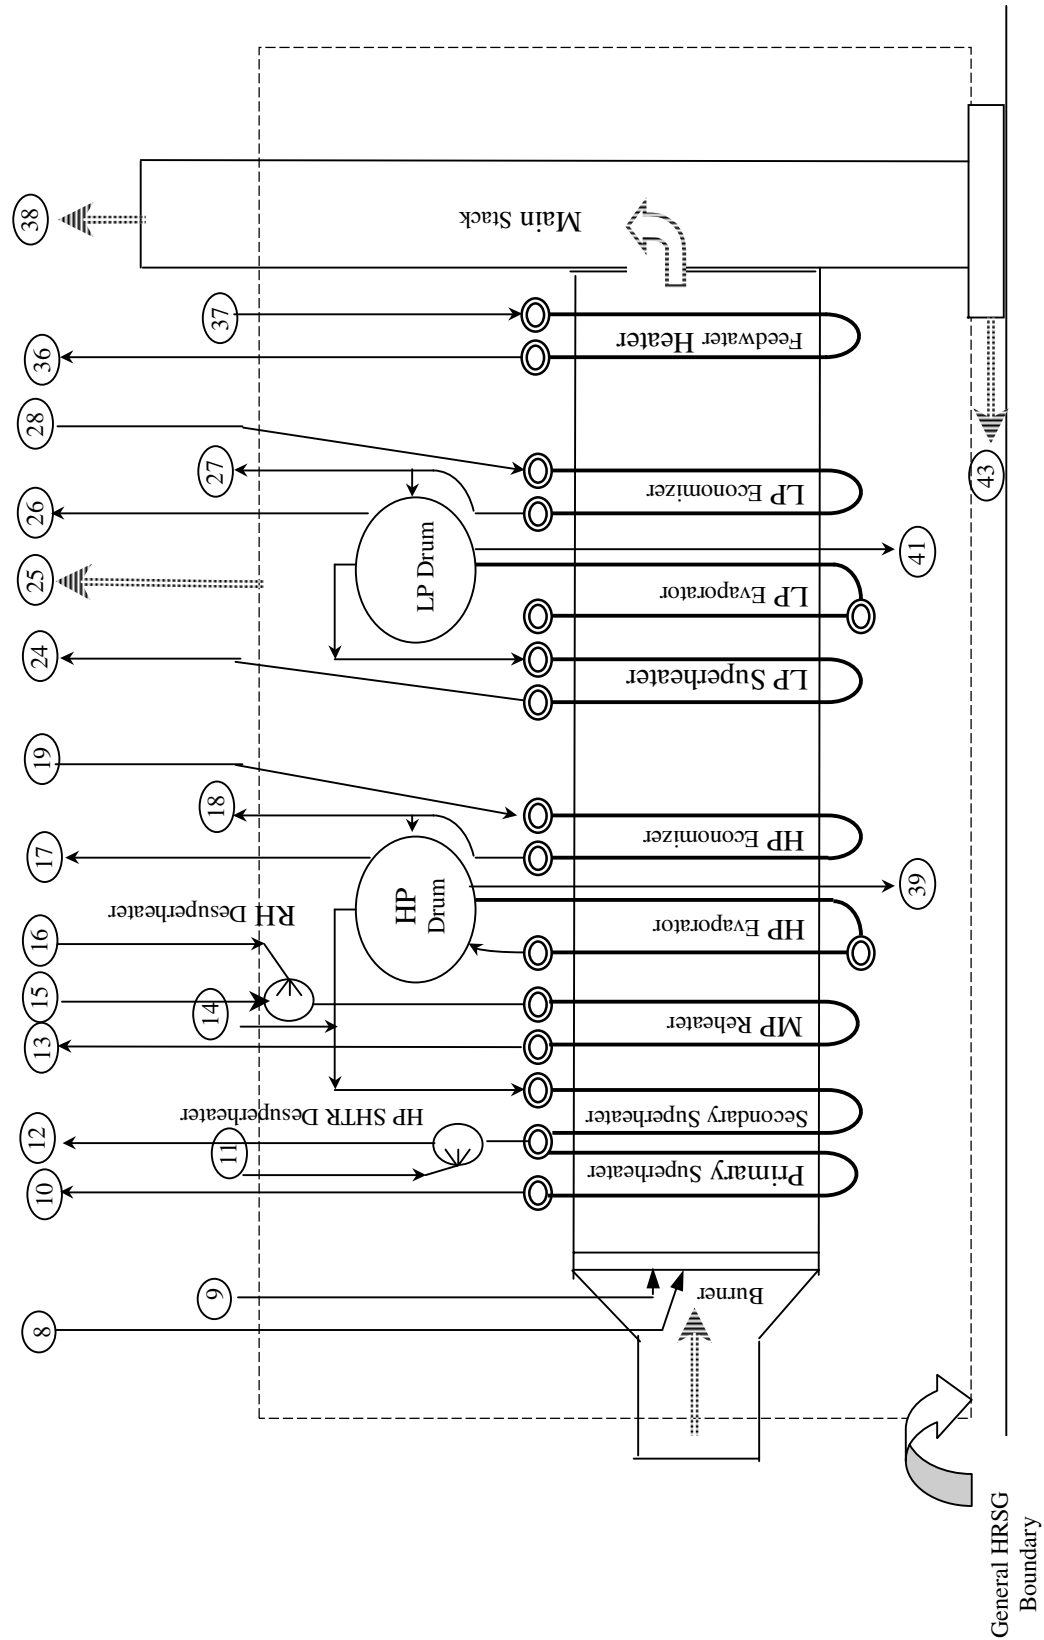 38
Main Stack
37
36
Feedwater Heater
28
27
26
LP Economizer
43
25
LP Drum
41
LP Evaporator
24
LP Superheater
19
18
HP Economizer
17
HP
Drum
39
RH Desuperheater
HP Evaporator
16
15
14
MP Reheater
13
Secondary Superheater
HP SHTR Desuperheater
12
11
Primary Superheater
10
9
Burner
8
General HRSG
Boundary